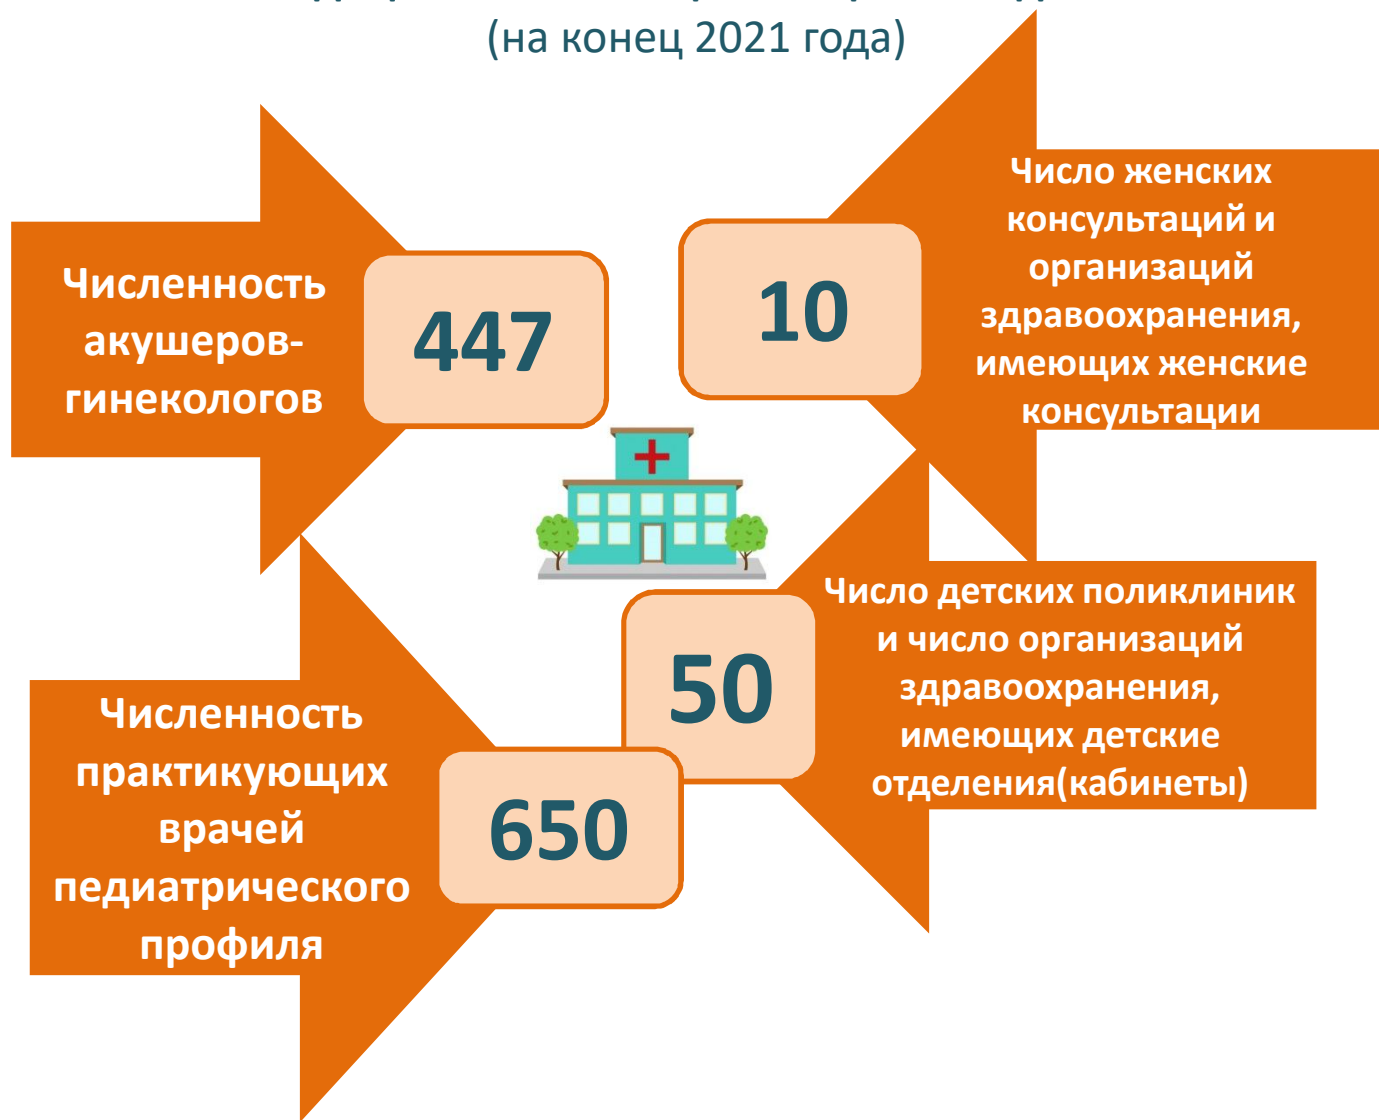 (на конец 2021 года)
Численность
акушеров-
гинекологов
447
10
Число женских
консультаций и
организаций
здравоохранения,
имеющих женские
консультации
Численность
практикующих
врачей
педиатрического
профиля
650
50
Число детских поликлиник
и число организаций
здравоохранения,
имеющих детские
отделения(кабинеты)